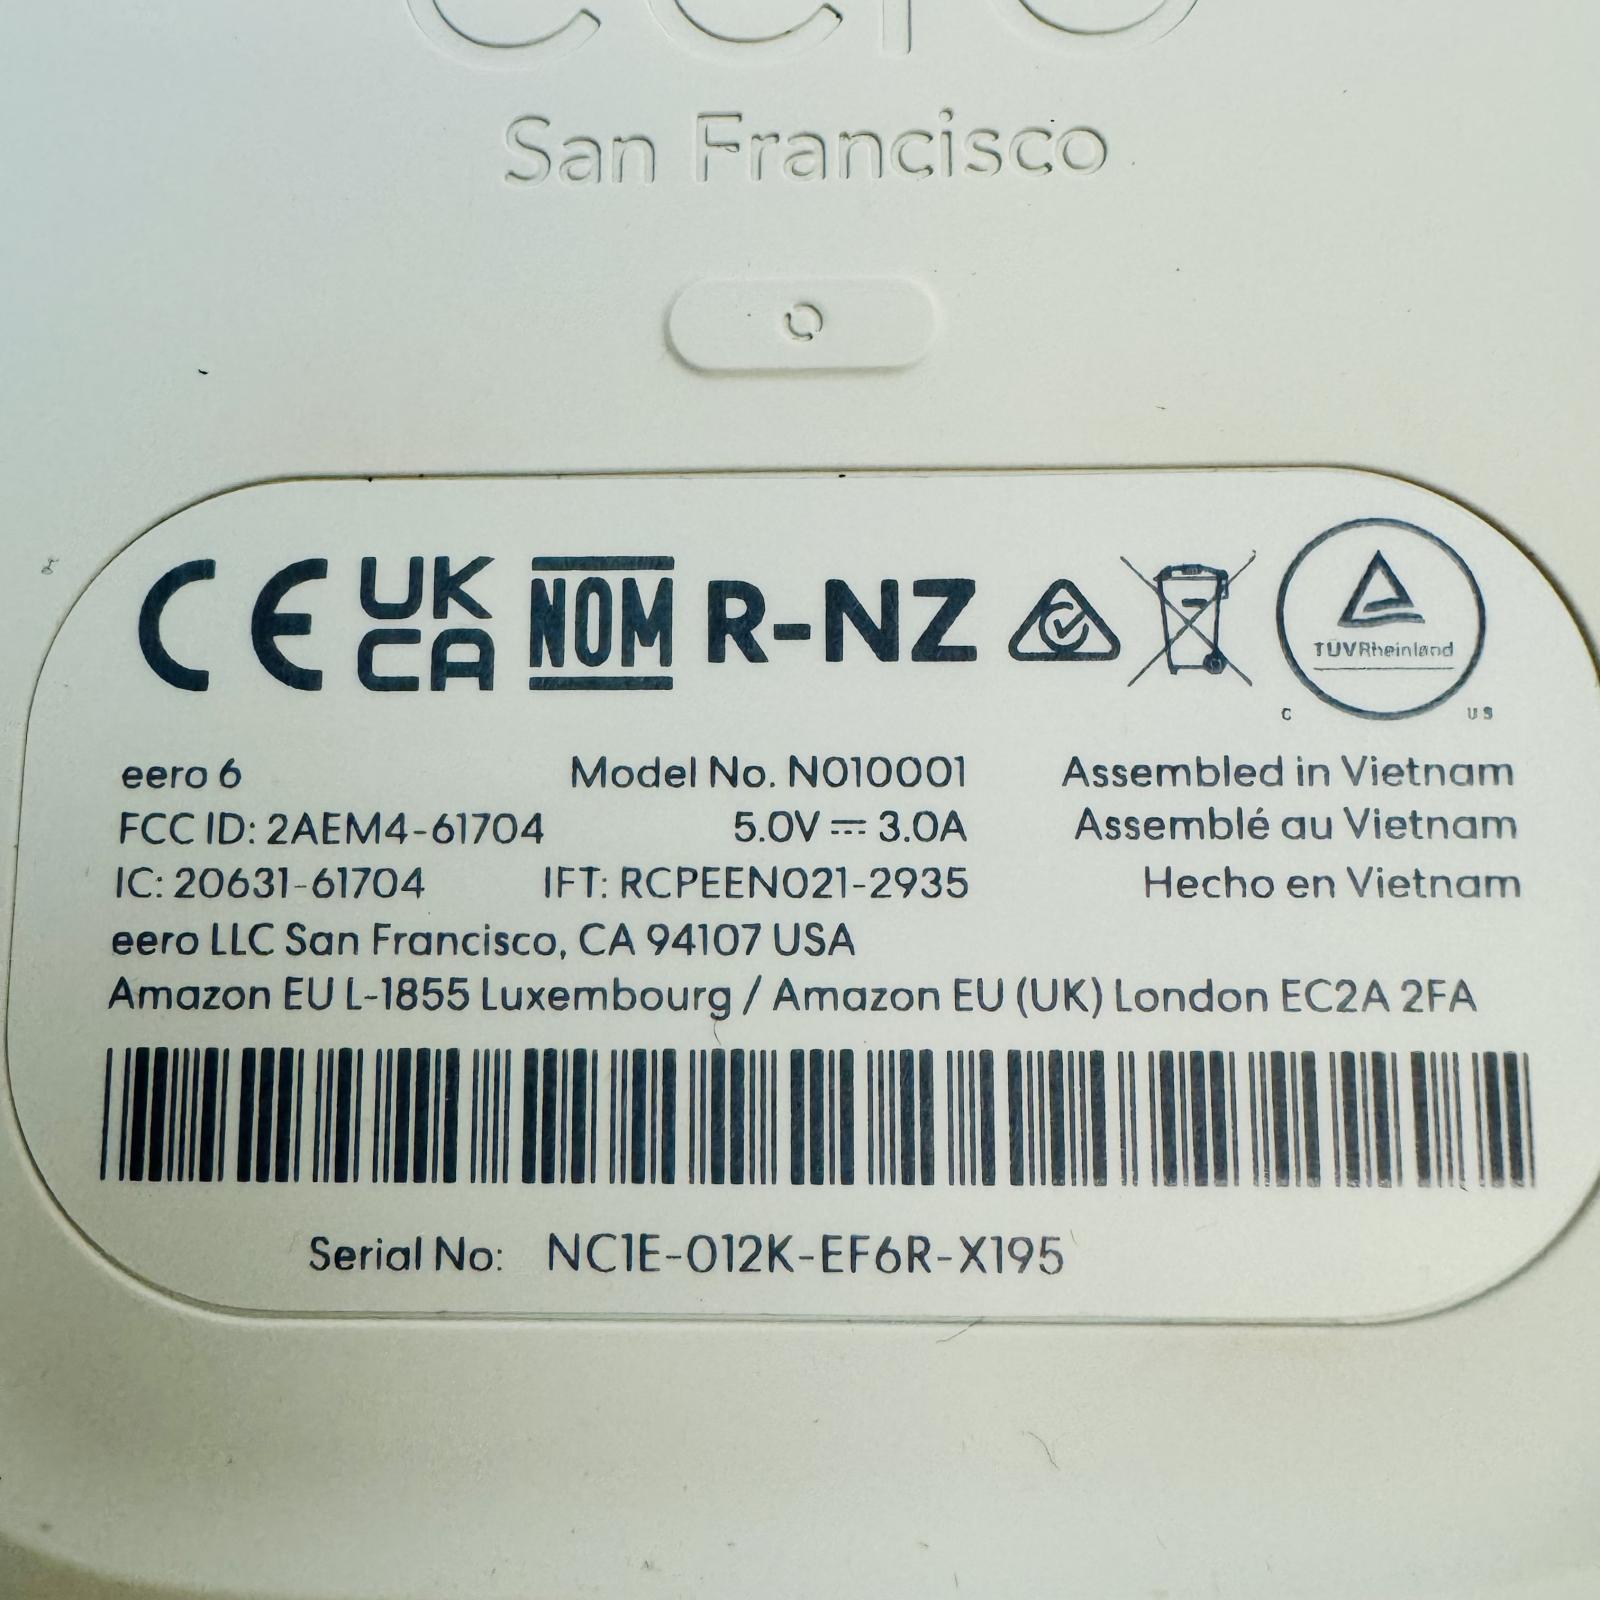 eero
San Francisco
CE UKCA NOM R-NZ TÜVRheinland
C US
eero 6 Model No. N010001 Assembled in Vietnam
FCC ID: 2AEM4-61704 5.0V ⎓ 3.0A Assemblé au Vietnam
IC: 20631-61704 IFT: RCPEEN021-2935 Hecho en Vietnam
eero LLC San Francisco, CA 94107 USA
Amazon EU L-1855 Luxembourg / Amazon EU (UK) London EC2A 2FA
Serial No: NC1E-012K-EF6R-X195